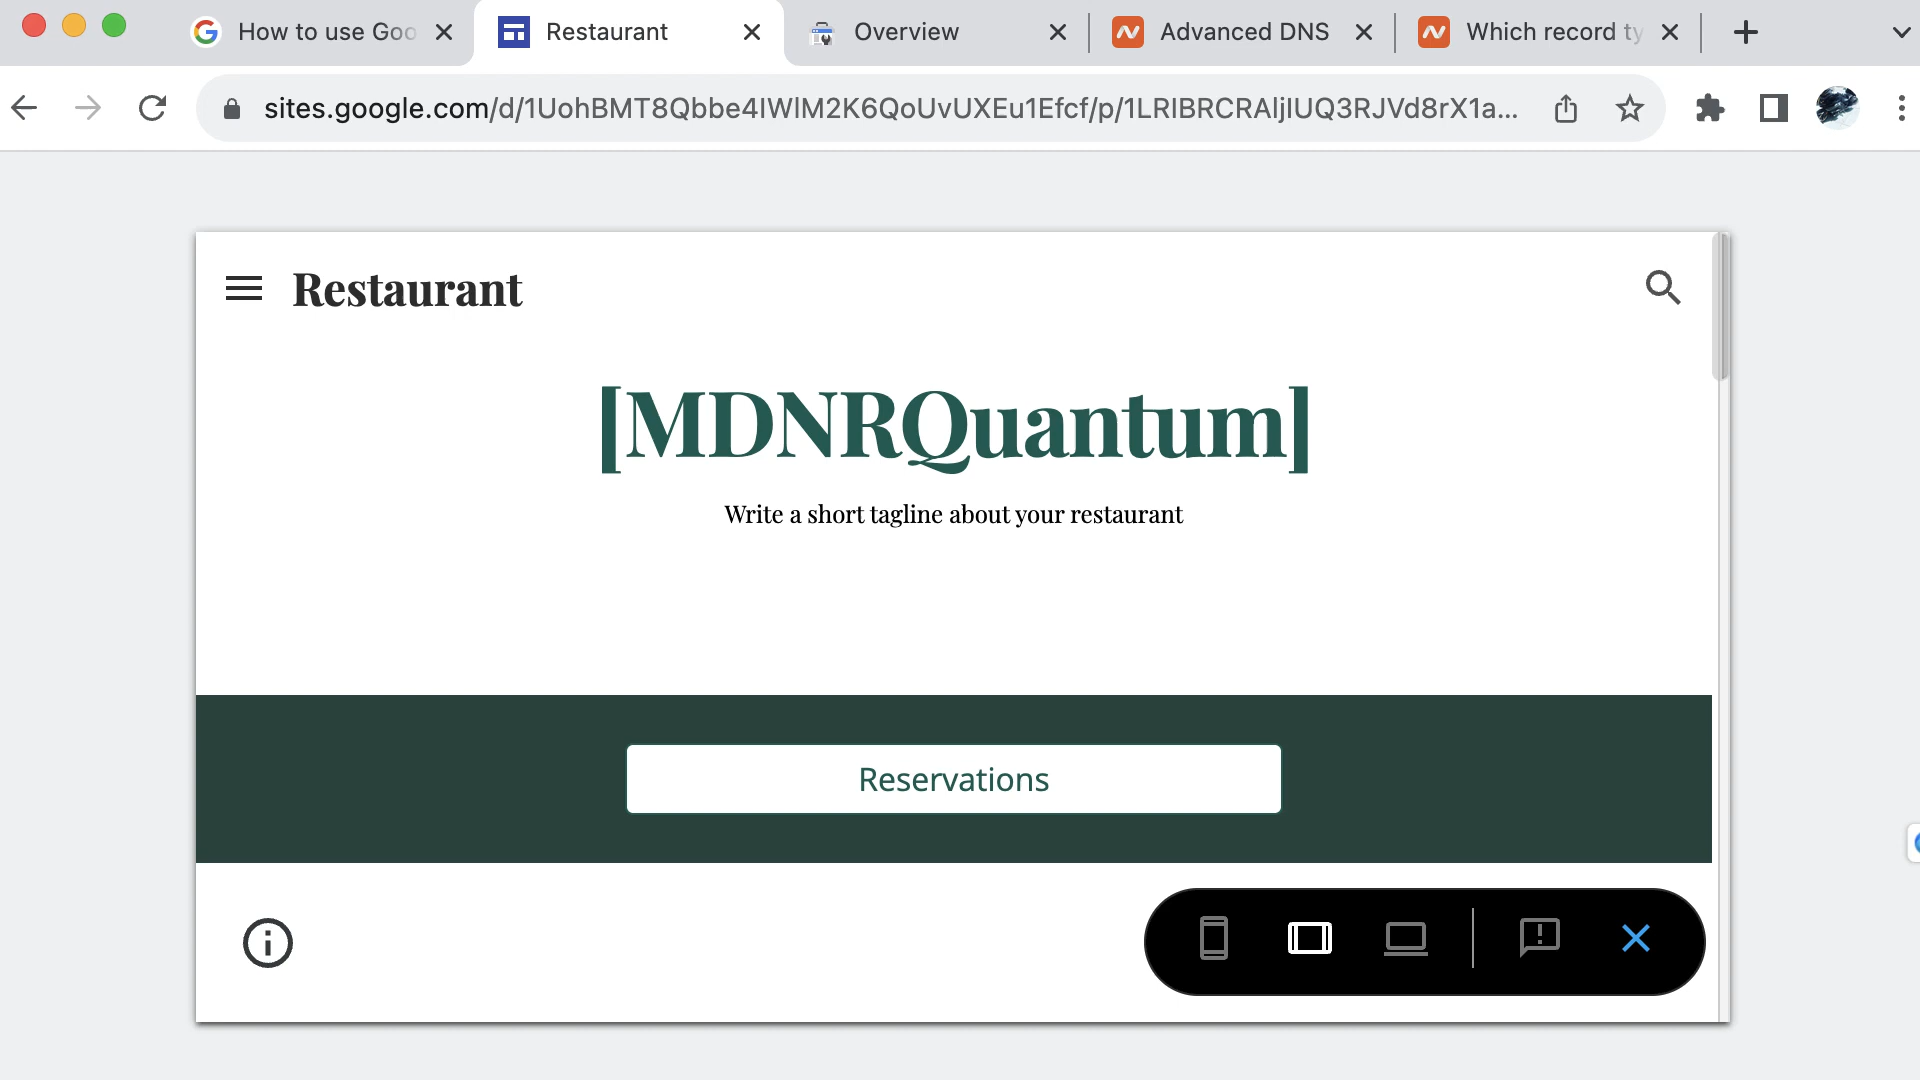 How to use Goo
Restaurant
Overview
Advanced DNS
Which record ty
sites.google.com/d/1UohBMT8Qbbe4IWlM2K6QoUvUXEu1Efcf/p/1LRIBRCRAljIUQ3RJVd8rX1a...
Restaurant
[MDNRQuantum]
Write a short tagline about your restaurant
Reservations